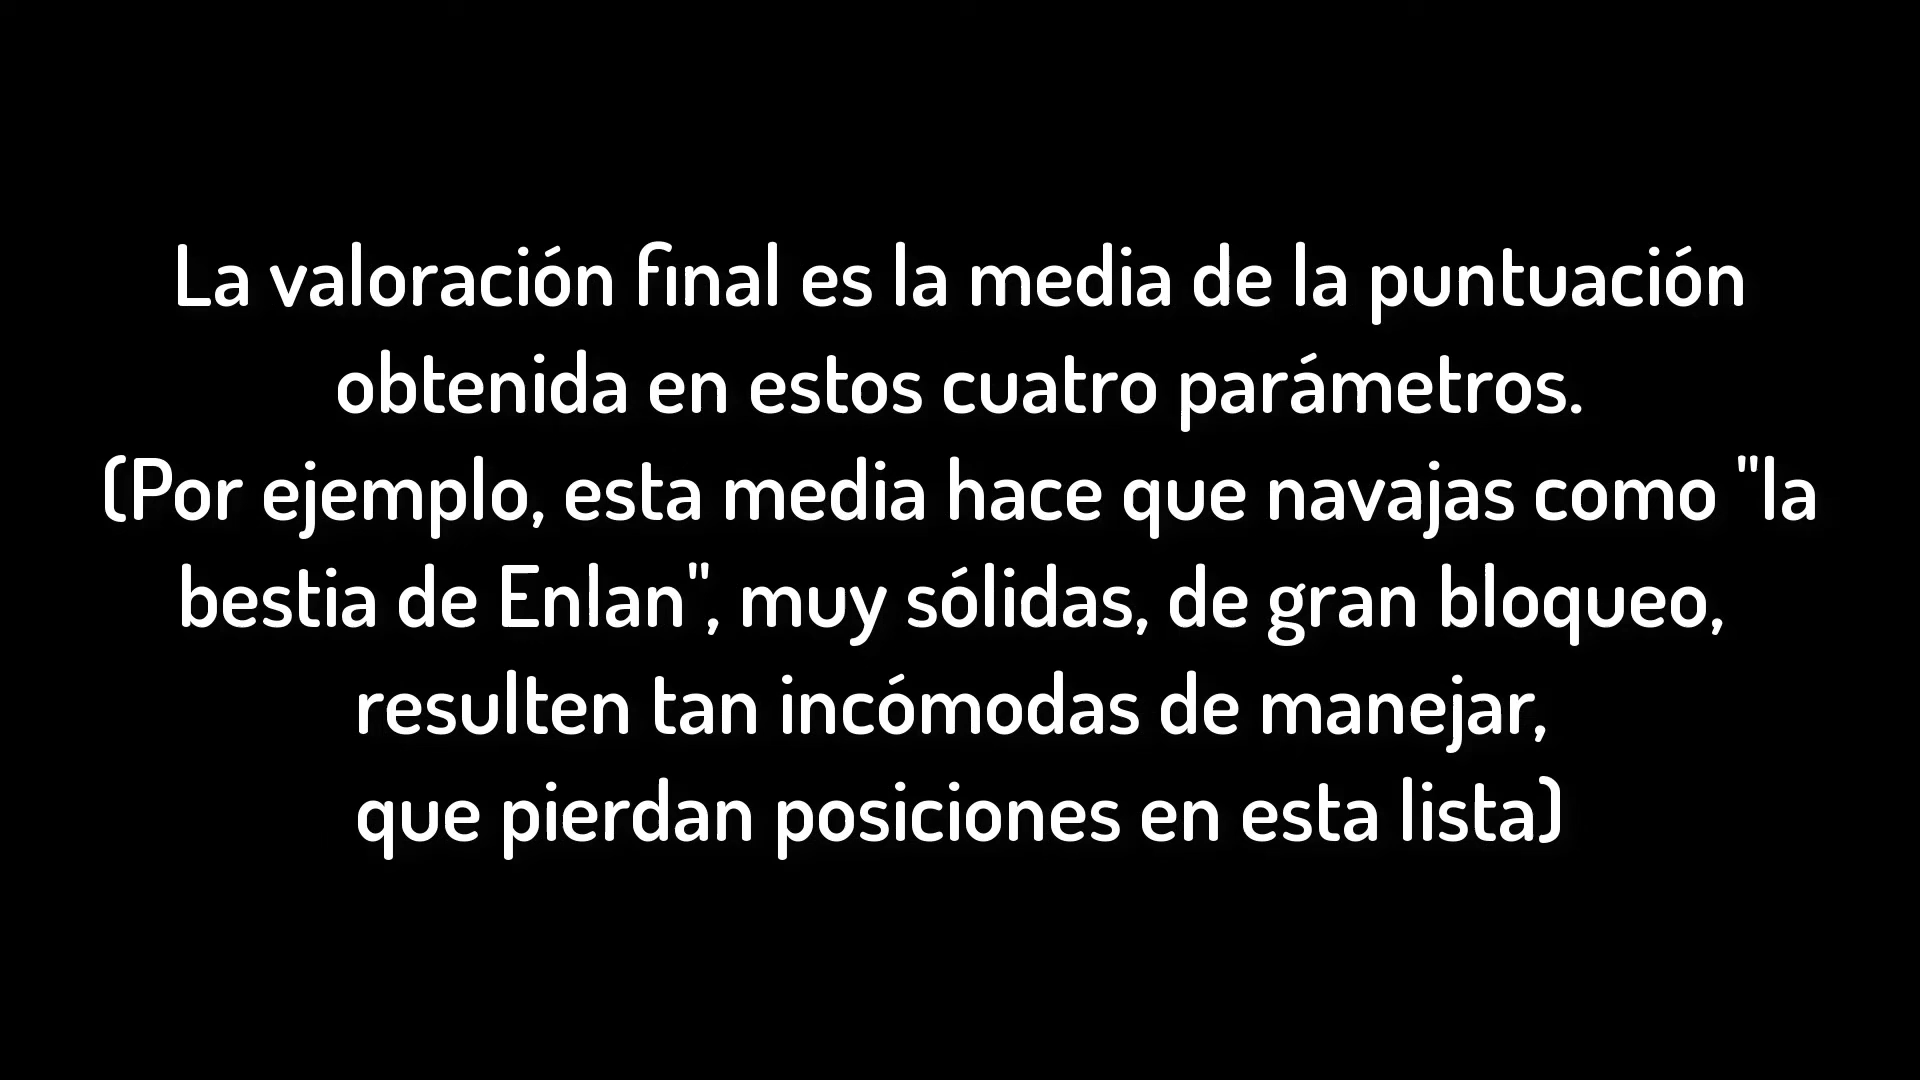 La valoración final es la media de la puntuación
obtenida en estos cuatro parámetros.
(Por ejemplo, esta media hace que navajas como "la
bestia de Enlan", muy sólidas, de gran bloqueo,
resulten tan incómodas de manejar,
que pierdan posiciones en esta lista)